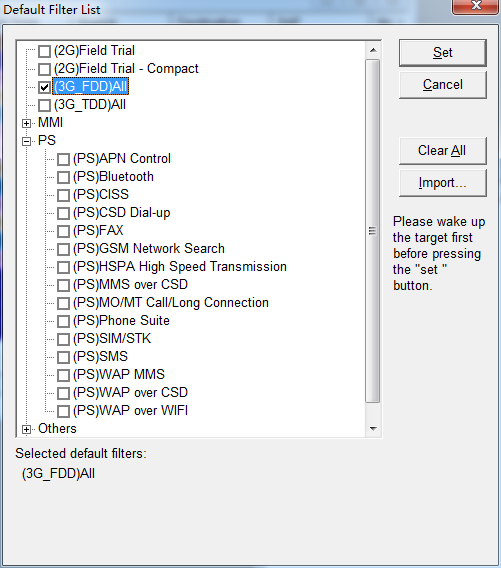 Default Filter List
(2G)Field Trial
(2G)Field Trial - Compact
(3G_FDD)All
(3G_TDD)All
MMI
PS
(PS)APN Control
(PS)Bluetooth
(PS)CISS
(PS)CSD Dial-up
(PS)FAX
(PS)GSM Network Search
(PS)HSPA High Speed Transmission
(PS)MMS over CSD
(PS)MO/MT Call/Long Connection
(PS)Phone Suite
(PS)SIM/STK
(PS)SMS
(PS)WAP MMS
(PS)WAP over CSD
(PS)WAP over WIFI
Others
Set
Cancel
Clear All
Import...
Please wake up
the target first
before pressing
the "set "
button.
Selected default filters:
(3G_FDD)All